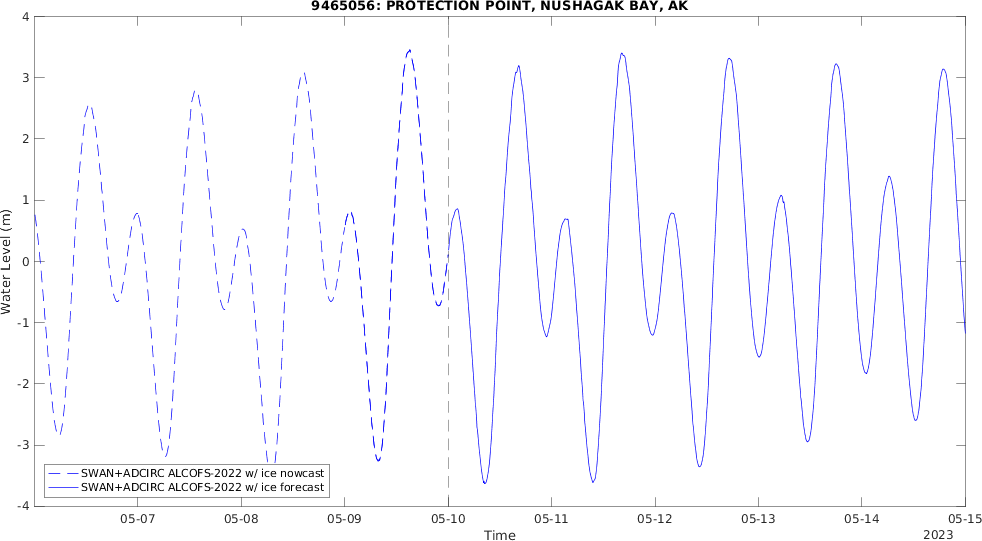 9465056: PROTECTION POINT, NUSHAGAK BAY, AK
4
3
2
1
0
-1
-2
-3
-4
Water Level (m)
SWAN+ADCIRC ALCOFS-2022 w/ ice nowcast
SWAN+ADCIRC ALCOFS-2022 w/ ice forecast
05-07 05-08 05-09 05-10 05-11 05-12 05-13 05-14 05-15
Time
2023